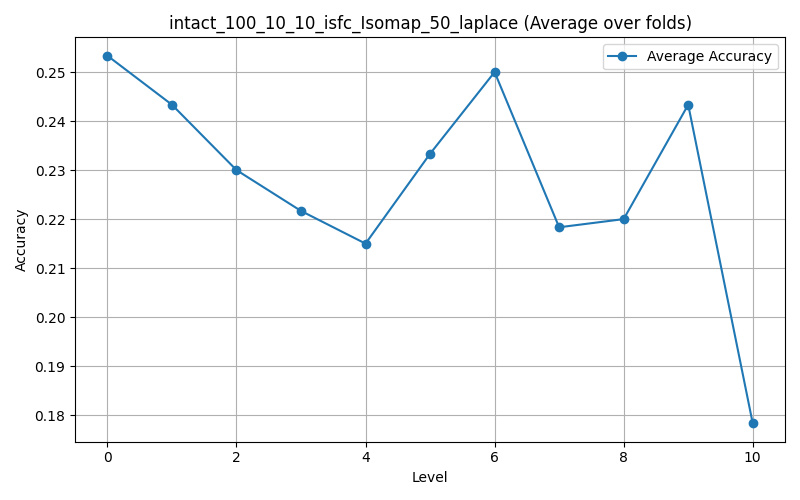 intact_100_10_10_isfc_Isomap_50_laplace (Average over folds)
Average Accuracy
Accuracy
0.25
0.24
0.23
0.22
0.21
0.20
0.19
0.18
0 2 4 6 8 10
Level